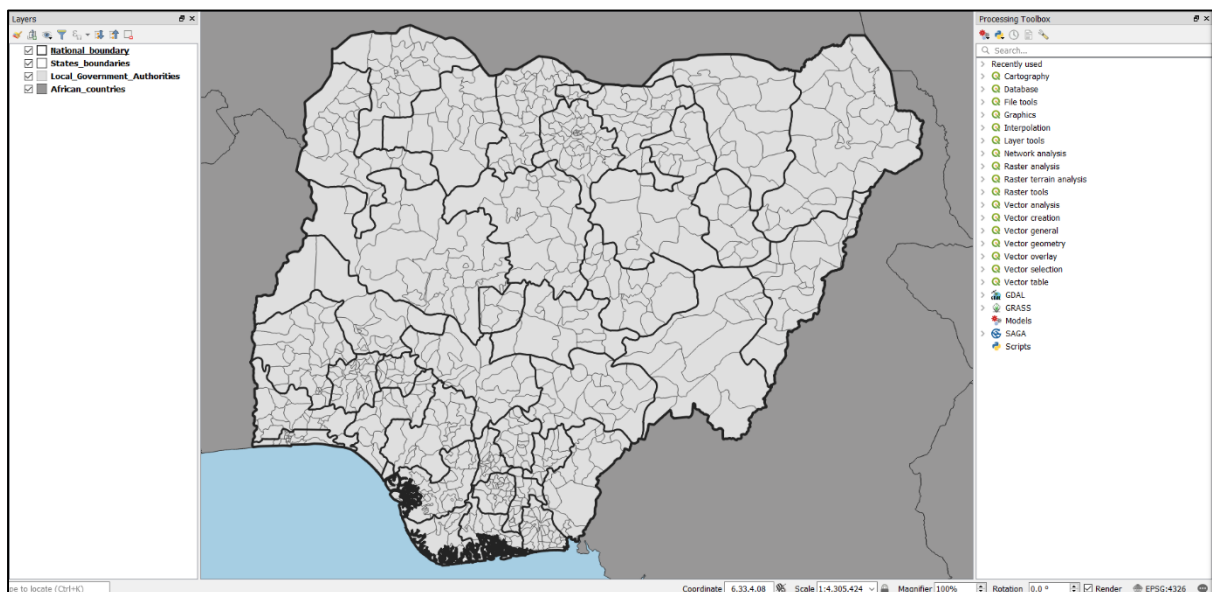 Layers
National_boundary
States_boundaries
Local_Government_Authorities
African_countries
Processing Toolbox
Search...
Recently used
Cartography
Database
File tools
Graphics
Interpolation
Layer tools
Network analysis
Raster analysis
Raster terrain analysis
Raster tools
Vector analysis
Vector creation
Vector general
Vector geometry
Vector overlay
Vector selection
Vector table
GDAL
GRASS
Models
SAGA
Scripts
pe to locate (Ctrl+K) Coordinate 6.33,4.08 Scale 1:4,305,424 Magnifier 100% Rotation 0.0 ° Render EPSG:4326